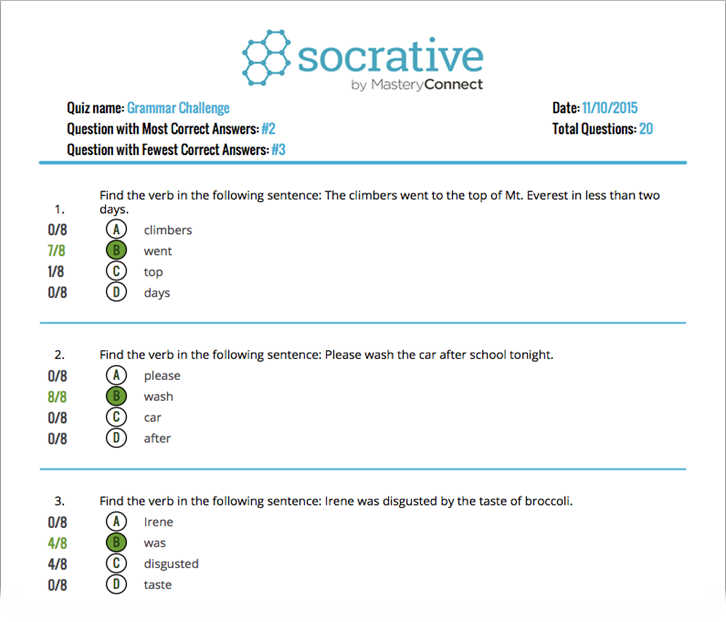 socrative
by MasteryConnect
Quiz name: Grammar Challenge
Date: 11/10/2015
Question with Most Correct Answers: #2
Total Questions: 20
Question with Fewest Correct Answers: #3
1. Find the verb in the following sentence: The climbers went to the top of Mt. Everest in less than two
days.
0/8 A climbers
7/8 B went
1/8 C top
0/8 D days
2. Find the verb in the following sentence: Please wash the car after school tonight.
0/8 A please
8/8 B wash
0/8 C car
0/8 D after
3. Find the verb in the following sentence: Irene was disgusted by the taste of broccoli.
0/8 A Irene
4/8 B was
4/8 C disgusted
0/8 D taste